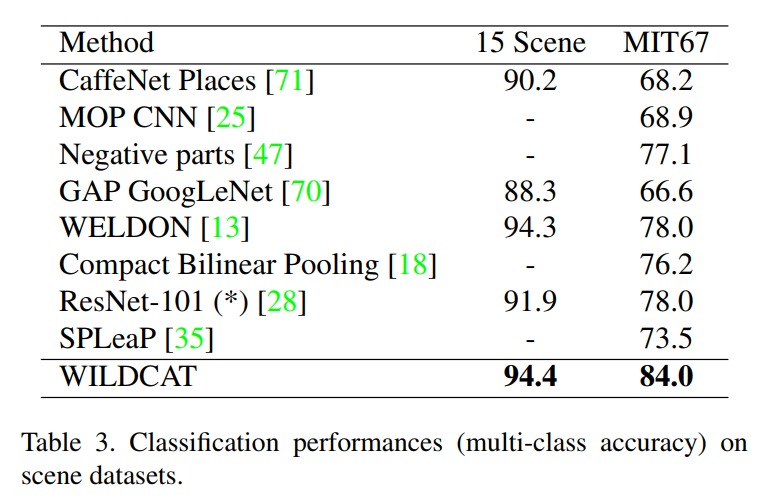 Method 15 Scene MIT67
CaffeNet Places [71] 90.2 68.2
MOP CNN [25] - 68.9
Negative parts [47] - 77.1
GAP GoogLeNet [70] 88.3 66.6
WELDON [13] 94.3 78.0
Compact Bilinear Pooling [18] - 76.2
ResNet-101 (*) [28] 91.9 78.0
SPLeaP [35] - 73.5
WILDCAT 94.4 84.0
Table 3. Classification performances (multi-class accuracy) on
scene datasets.